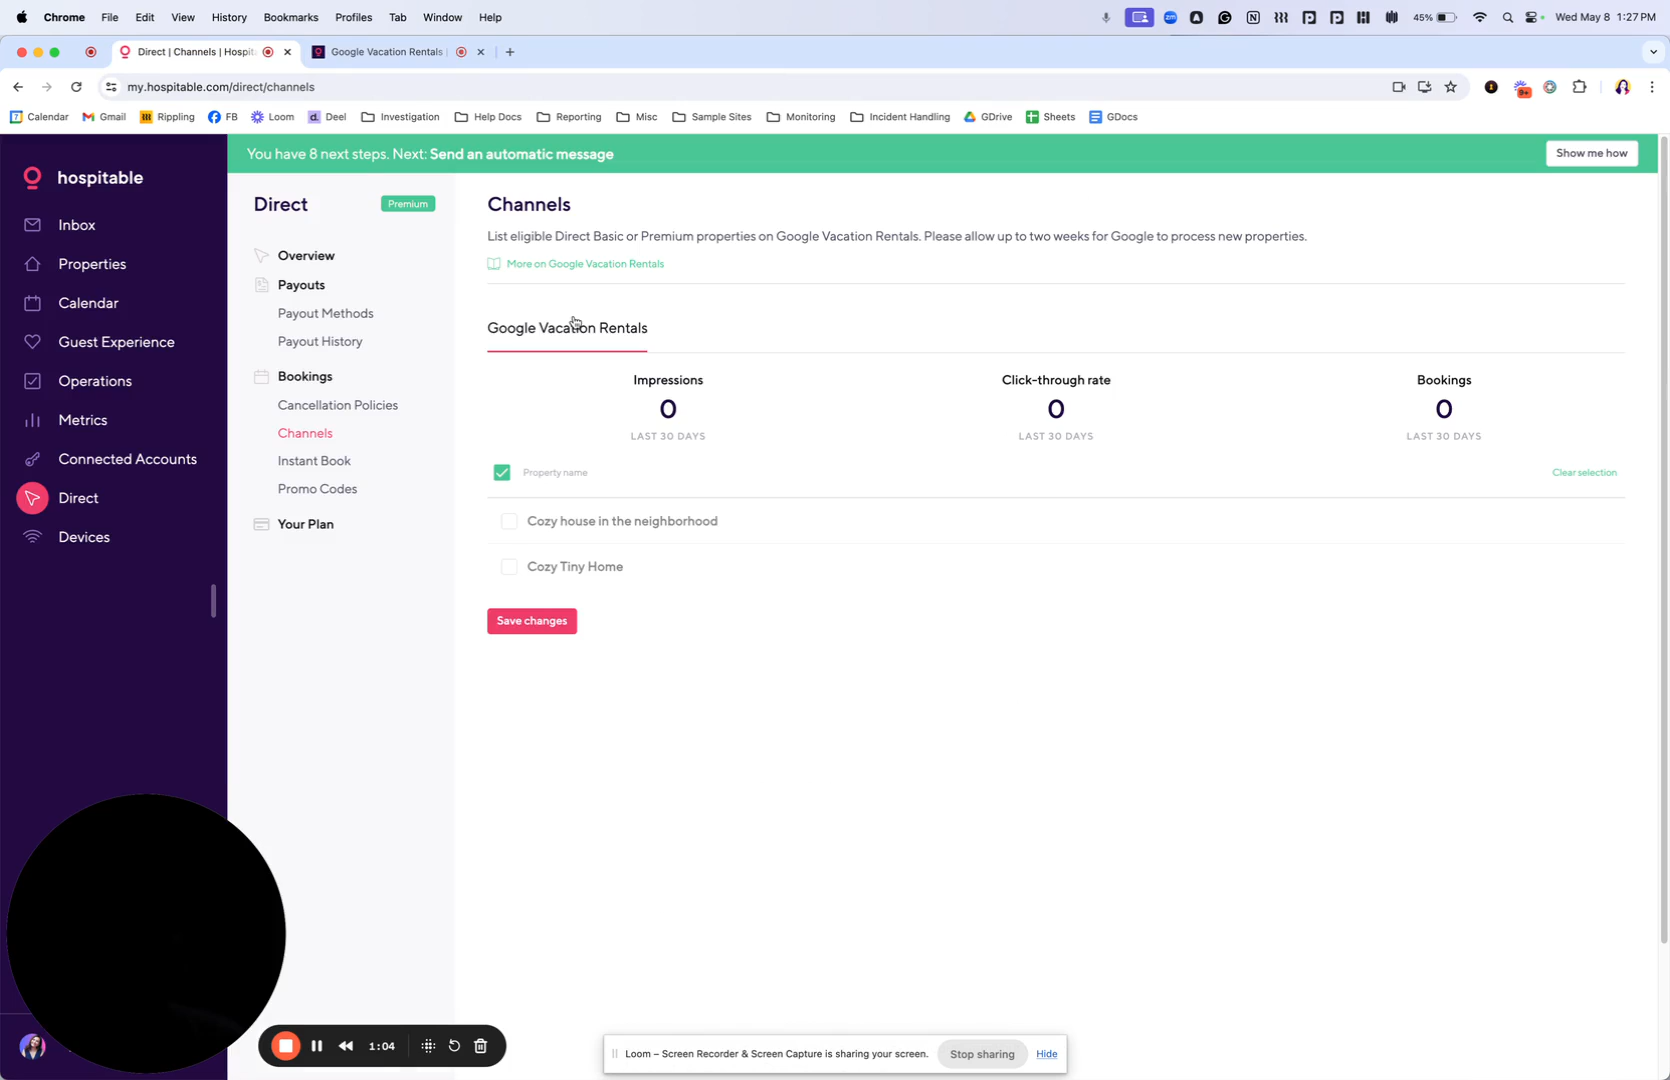 Chrome File Edit View History Bookmarks Profiles Tab Window Help 45% Wed May 8 1:27PM
Direct | Channels | Hospit Google Vacation Rentals
my.hospitable.com/direct/channels
Calendar Gmail Rippling FB Loom Deel Investigation Help Docs Reporting Misc Sample Sites Monitoring Incident Handling GDrive Sheets GDocs
9+
You have 8 next steps. Next: Send an automatic message
Show me how
hospitable
Inbox
Properties
Calendar
Guest Experience
Operations
Metrics
Connected Accounts
Direct
Devices
Direct Premium
Overview
Payouts
Payout Methods
Payout History
Bookings
Cancellation Policies
Channels
Instant Book
Promo Codes
Your Plan
Channels
List eligible Direct Basic or Premium properties on Google Vacation Rentals. Please allow up to two weeks for Google to process new properties.
More on Google Vacation Rentals
Google Vacation Rentals
Impressions Click-through rate Bookings
0 0 0
LAST 30 DAYS LAST 30 DAYS LAST 30 DAYS
Property name Clear selection
Cozy house in the neighborhood
Cozy Tiny Home
Save changes
1:04
Loom – Screen Recorder & Screen Capture is sharing your screen. Stop sharing Hide